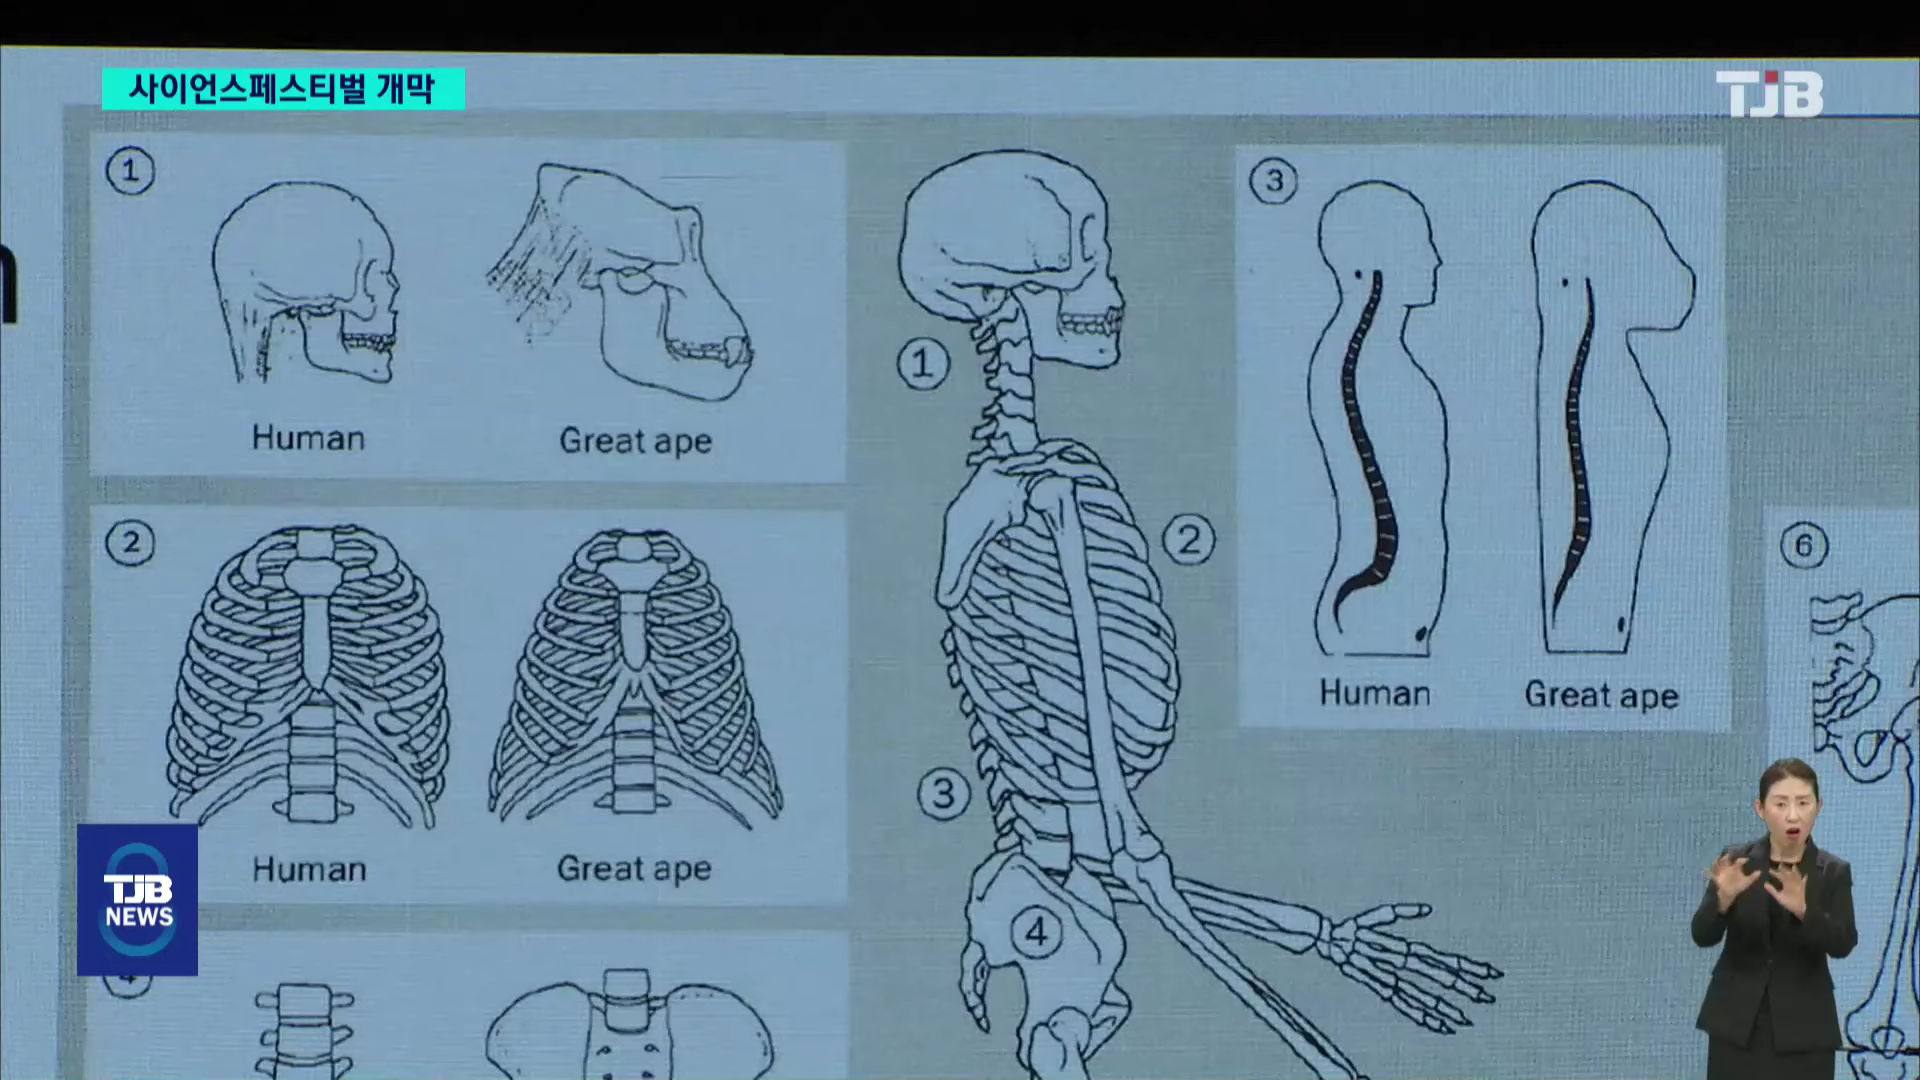 사이언스페스티벌 개막
TJB
1
Human
Great ape
2
Human
Great ape
4
1
2
3
4
3
Human
Great ape
6
TJB
NEWS